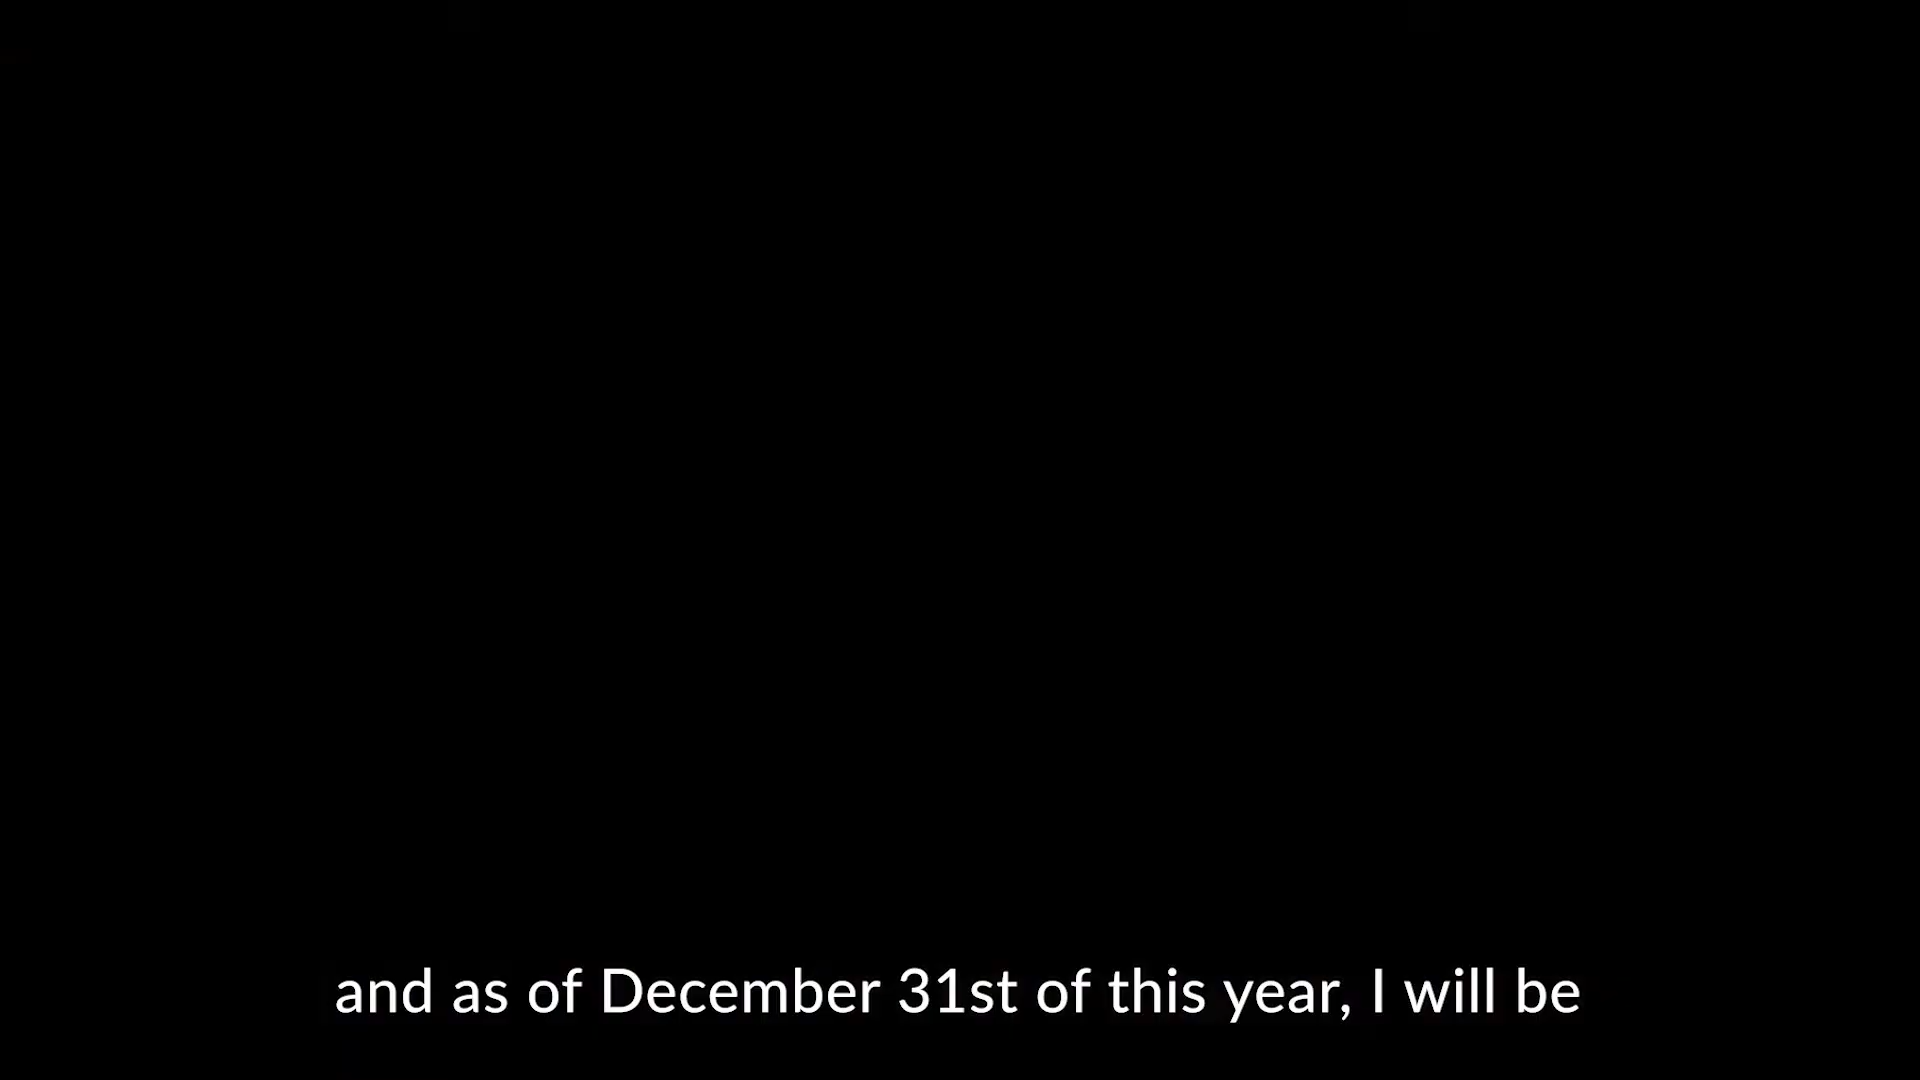 and as of December 31st of this year, I will be